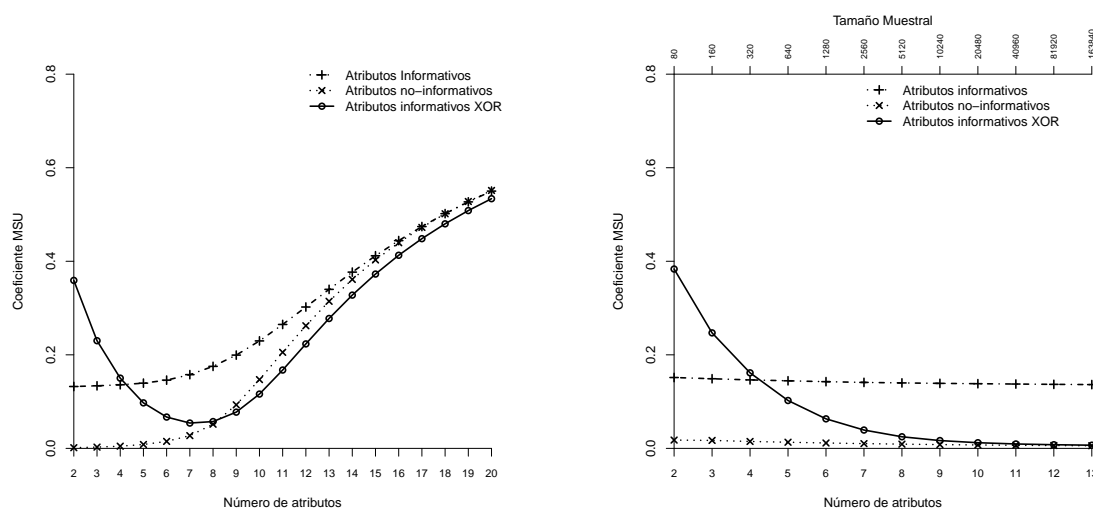 Atributos Informativos
Atributos no-informativos
Atributos informativos XOR
Coeficiente MSU
0.0 0.2 0.4 0.6 0.8
2 3 4 5 6 7 8 9 10 11 12 13 14 15 16 17 18 19 20
Número de atributos
Tamaño Muestral
80 160 320 640 1280 2560 5120 10240 20480 40960 81920 163840
Atributos informativos
Atributos no-informativos
Atributos informativos XOR
Coeficiente MSU
0.0 0.2 0.4 0.6 0.8
2 3 4 5 6 7 8 9 10 11 12 13
Número de atributos